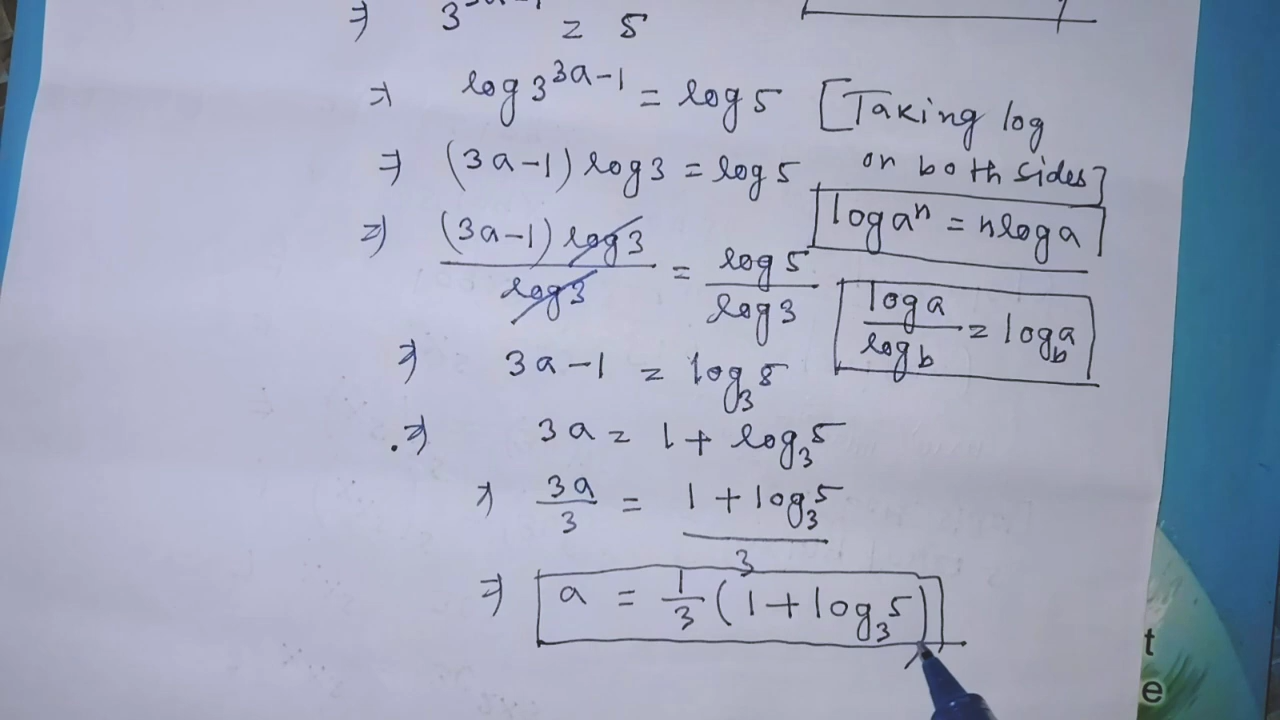 ⇒ 3^{3a-1} = 5
⇒ log 3^{3a-1} = log 5 [Taking log
on both sides]
⇒ (3a-1) log 3 = log 5
log a^n = n log a
⇒ (3a-1) log 3 / log 3 = log 5 / log 3
log a / log b = log_b a
⇒ 3a-1 = log_3 5
⇒ 3a = 1 + log_3 5
⇒ 3a/3 = (1 + log_3 5)/3
⇒ a = 1/3 (1 + log_3 5)
t
e